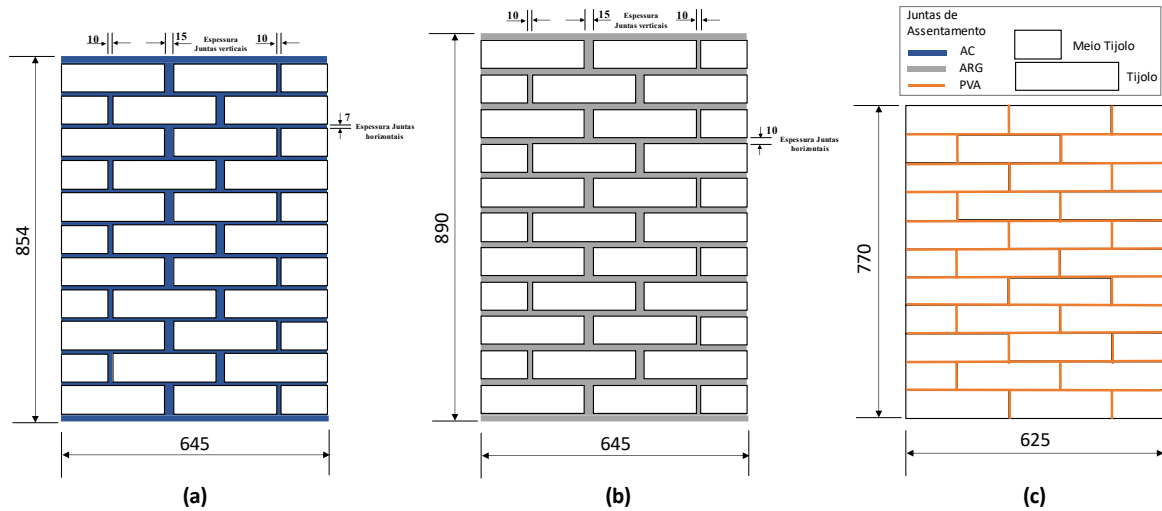 10
15
Espessura
Juntas verticais
10
7
Espessura Juntas
horizontais
854
645
(a)
10
15
Espessura
Juntas verticais
10
10
Espessura Juntas
horizontais
890
645
(b)
Juntas de
Assentamento
AC
ARG
PVA
Meio Tijolo
Tijolo
770
625
(c)